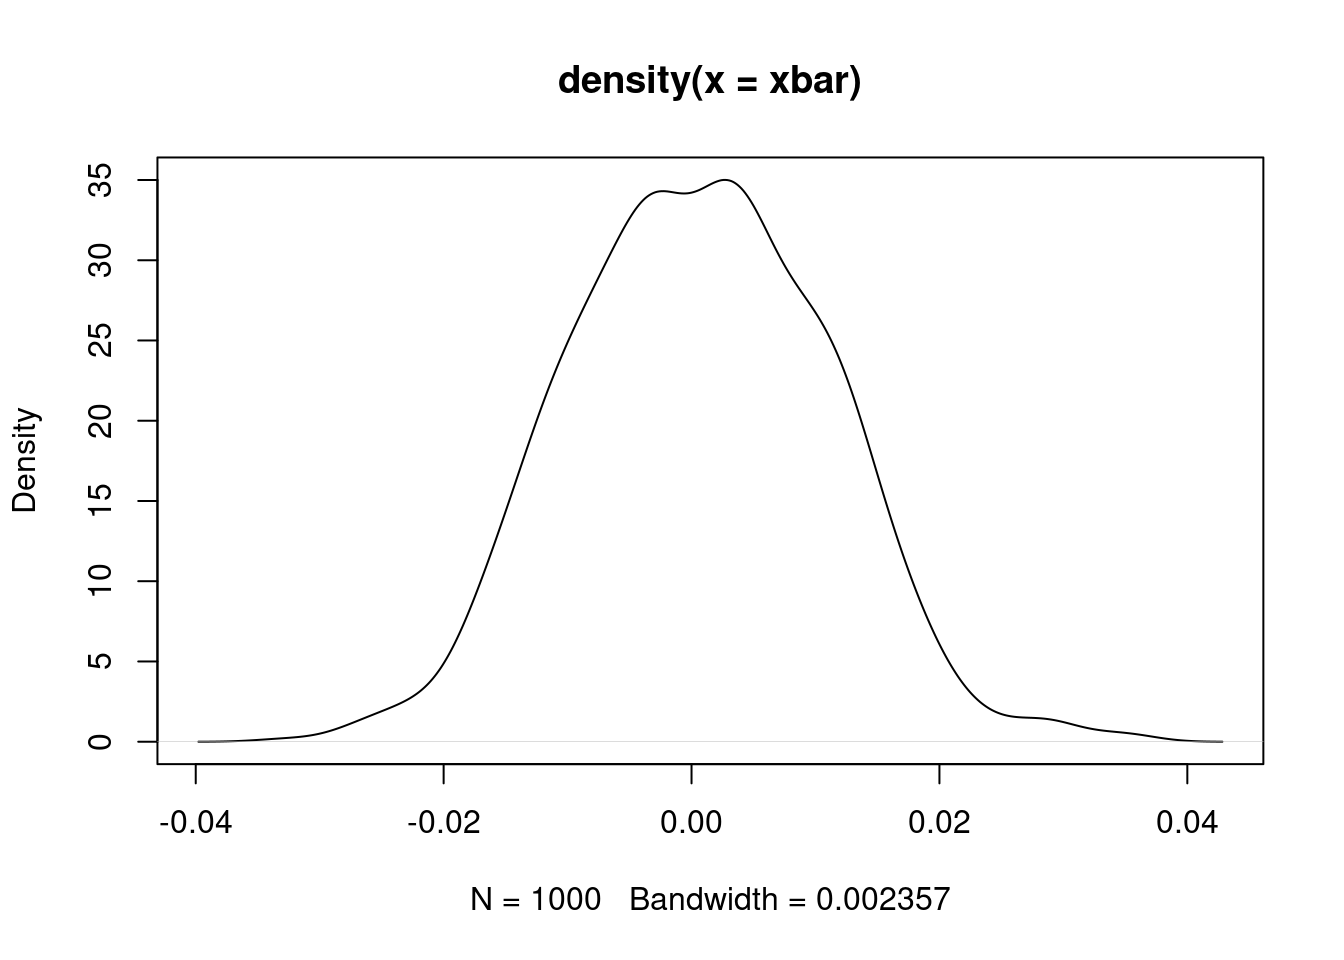 density(x = xbar)
Density
35
30
25
20
15
10
5
0
-0.04 -0.02 0.00 0.02 0.04
N = 1000 Bandwidth = 0.002357